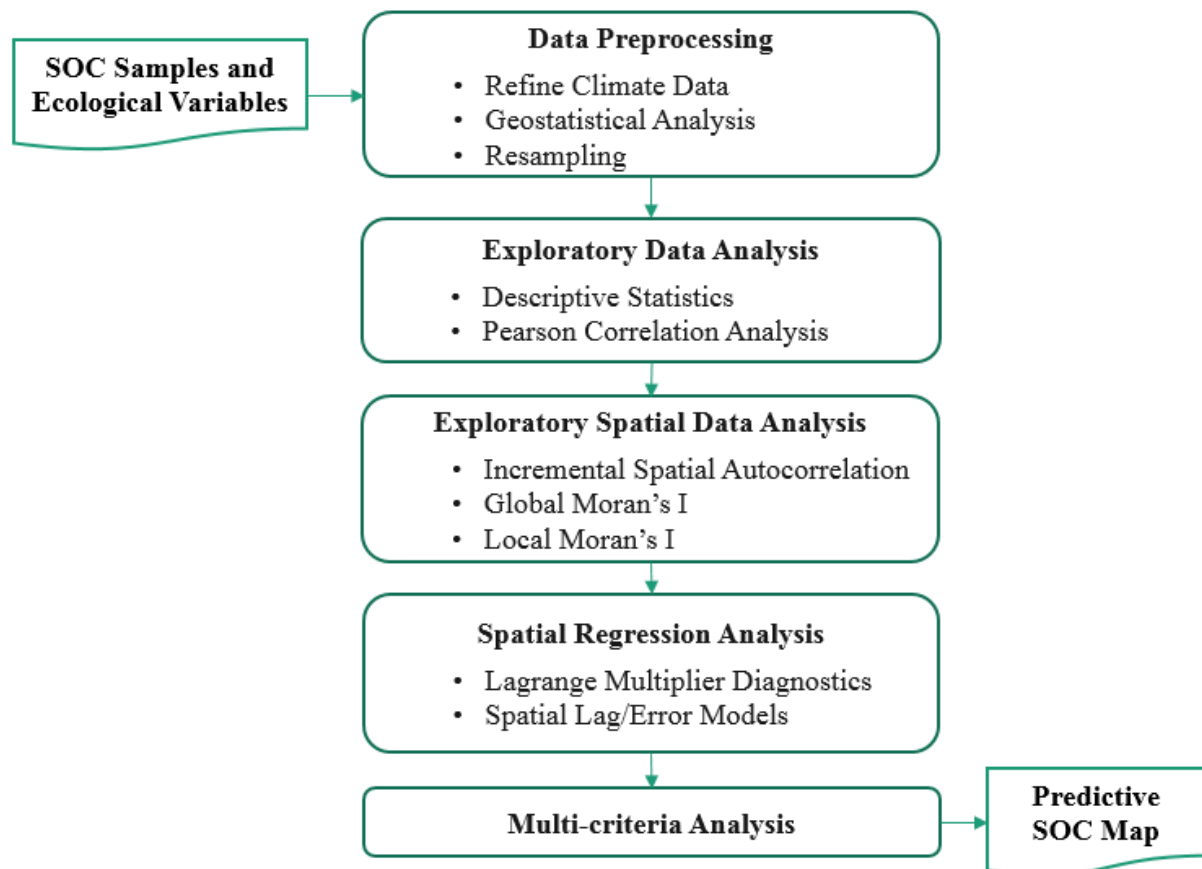 SOC Samples and
Ecological Variables
Data Preprocessing
• Refine Climate Data
• Geostatistical Analysis
• Resampling
Exploratory Data Analysis
• Descriptive Statistics
• Pearson Correlation Analysis
Exploratory Spatial Data Analysis
• Incremental Spatial Autocorrelation
• Global Moran’s I
• Local Moran’s I
Spatial Regression Analysis
• Lagrange Multiplier Diagnostics
• Spatial Lag/Error Models
Multi-criteria Analysis
Predictive
SOC Map